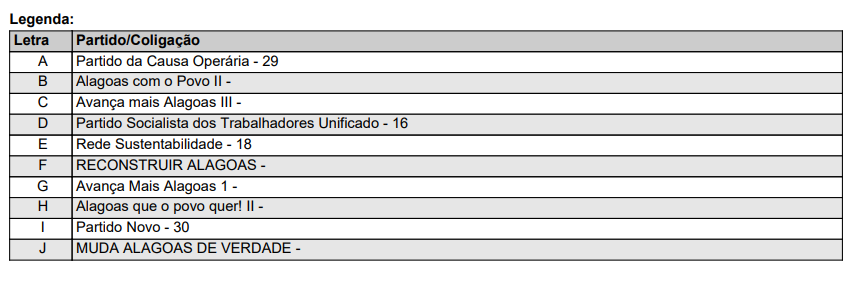 Legenda:
Letra Partido/Coligação
A Partido da Causa Operária - 29
B Alagoas com o Povo II -
C Avança mais Alagoas III -
D Partido Socialista dos Trabalhadores Unificado - 16
E Rede Sustentabilidade - 18
F RECONSTRUIR ALAGOAS -
G Avança Mais Alagoas 1 -
H Alagoas que o povo quer! II -
I Partido Novo - 30
J MUDA ALAGOAS DE VERDADE -